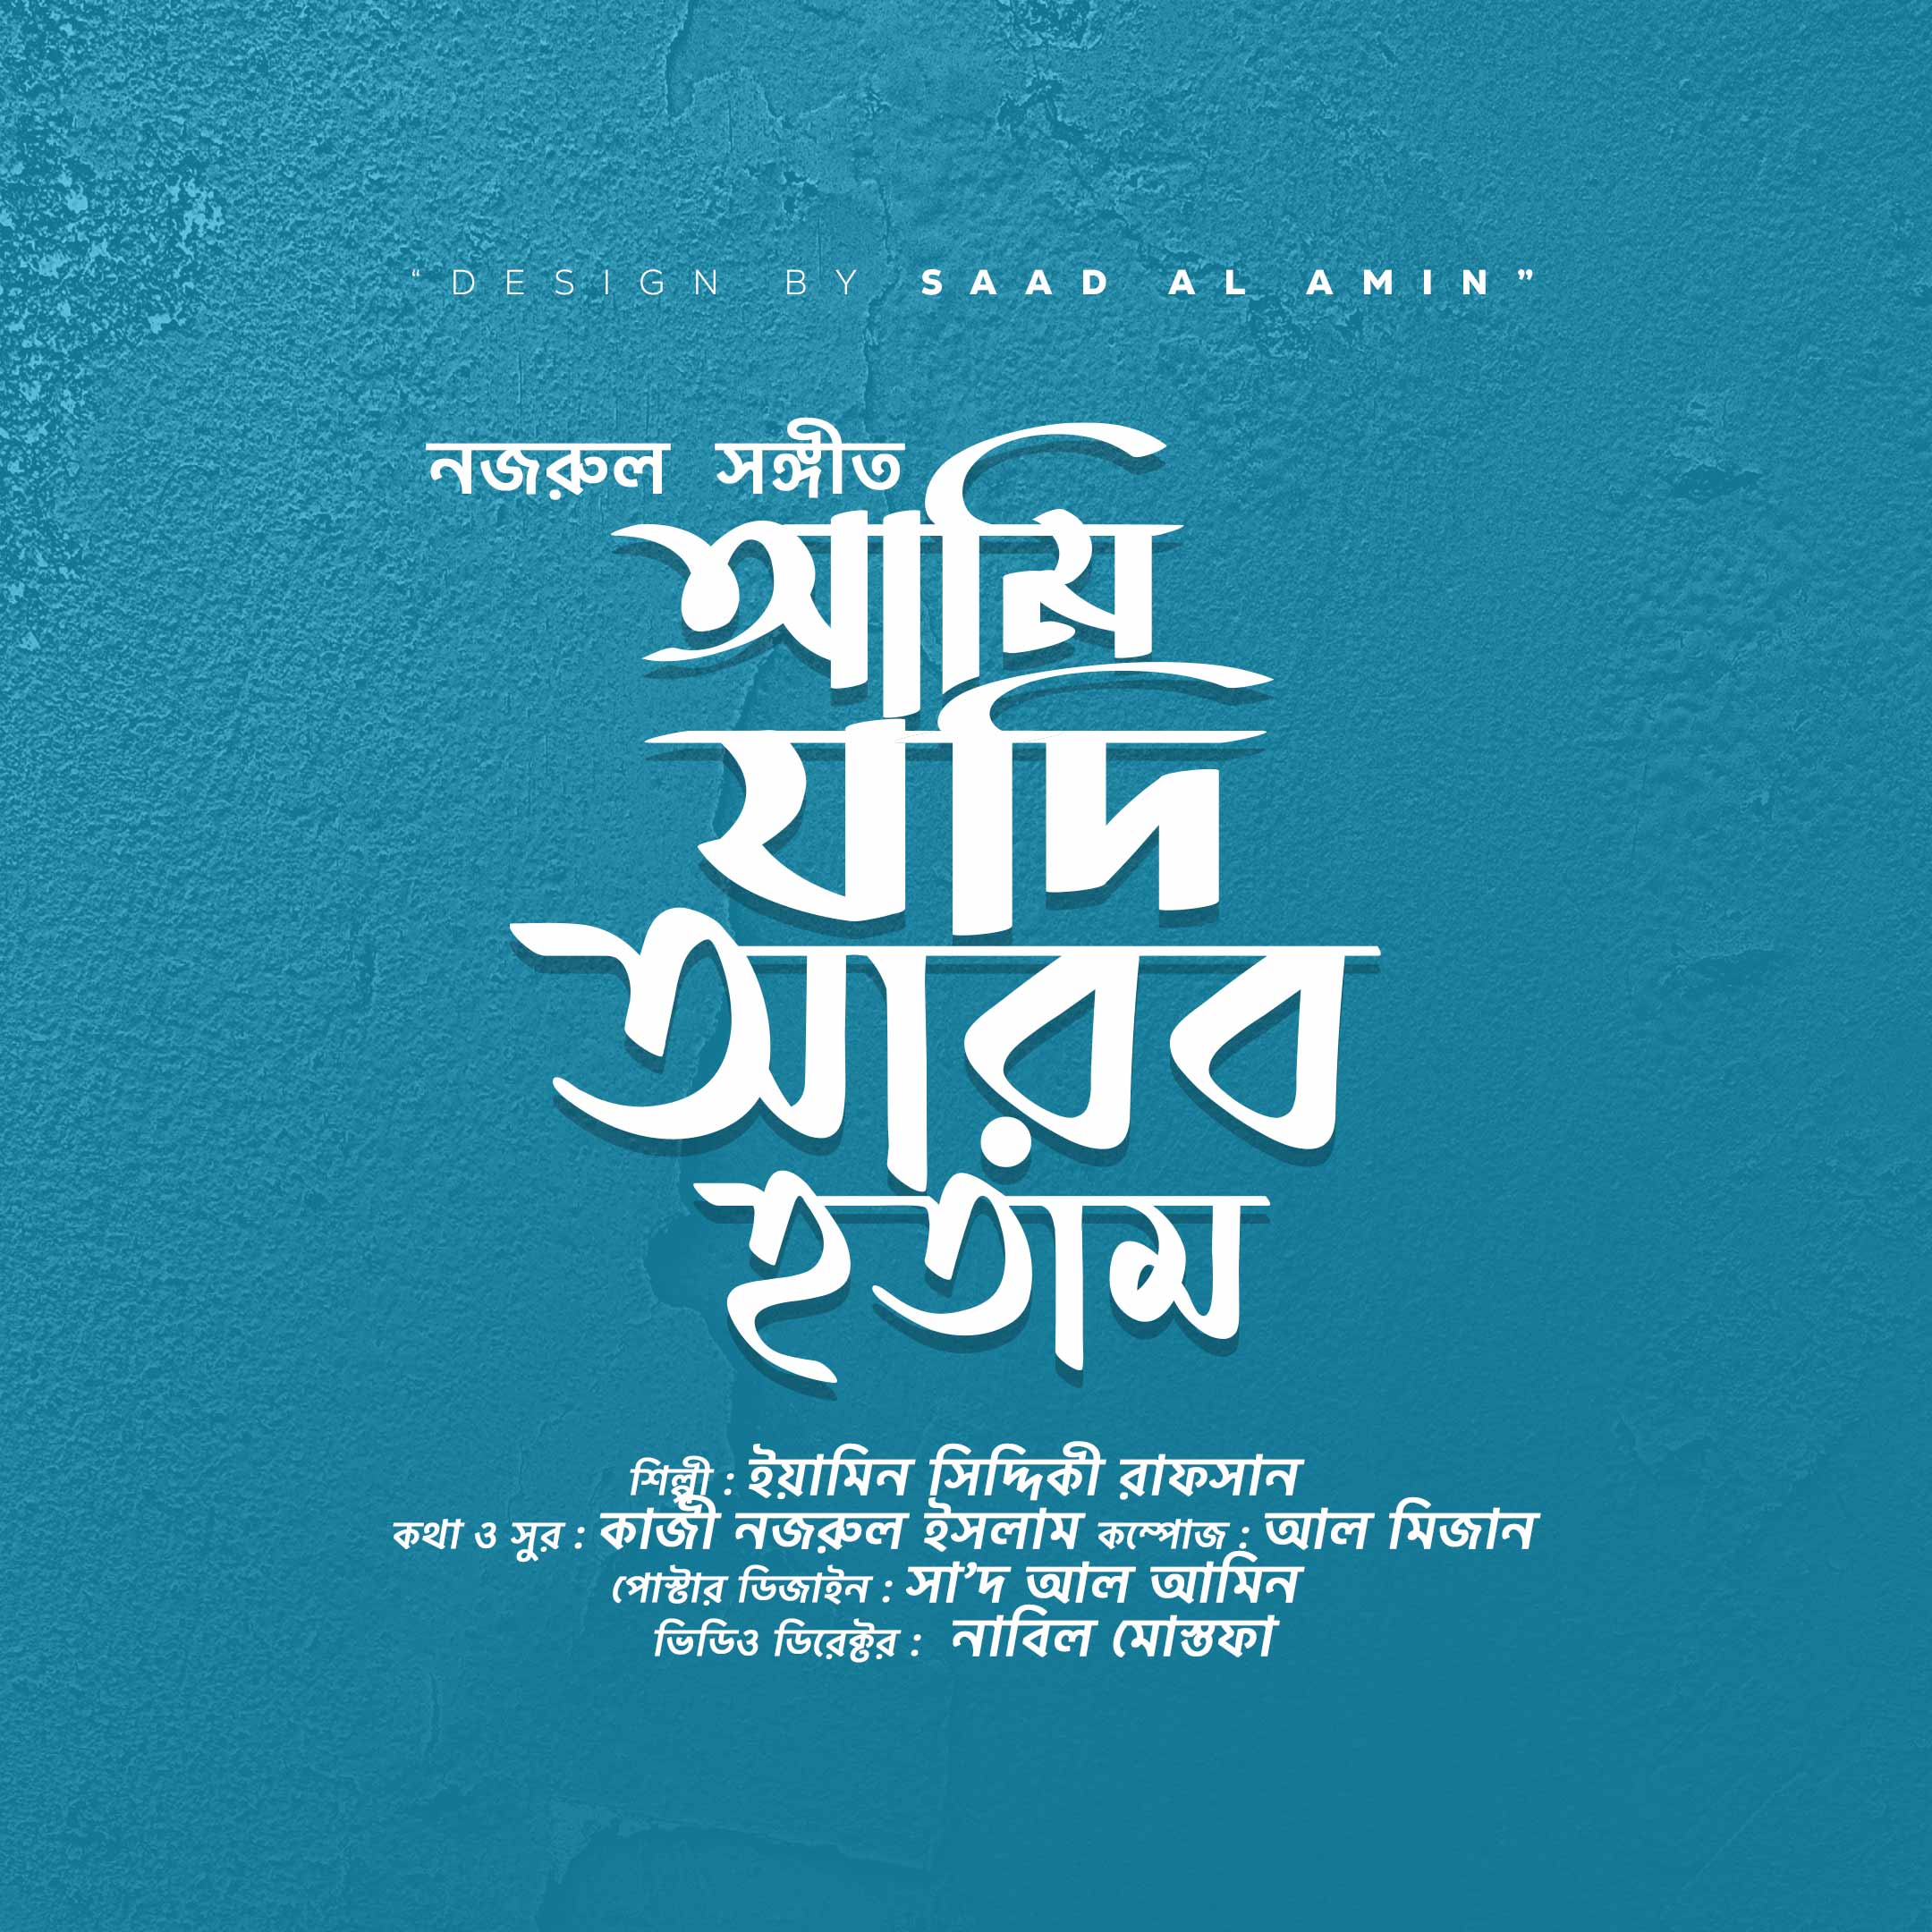 “DESIGN BY SAAD AL AMIN”
নজরুল সঙ্গীত
আমি
যদি
আরব
হতাম
শিল্পী : ইয়ামিন সিদ্দিকী রাফসান
কথা ও সুর : কাজী নজরুল ইসলাম কম্পোজ : আল মিজান
পোস্টার ডিজাইন : সা’দ আল আমিন
ভিডিও ডিরেক্টর : নাবিল মোস্তফা